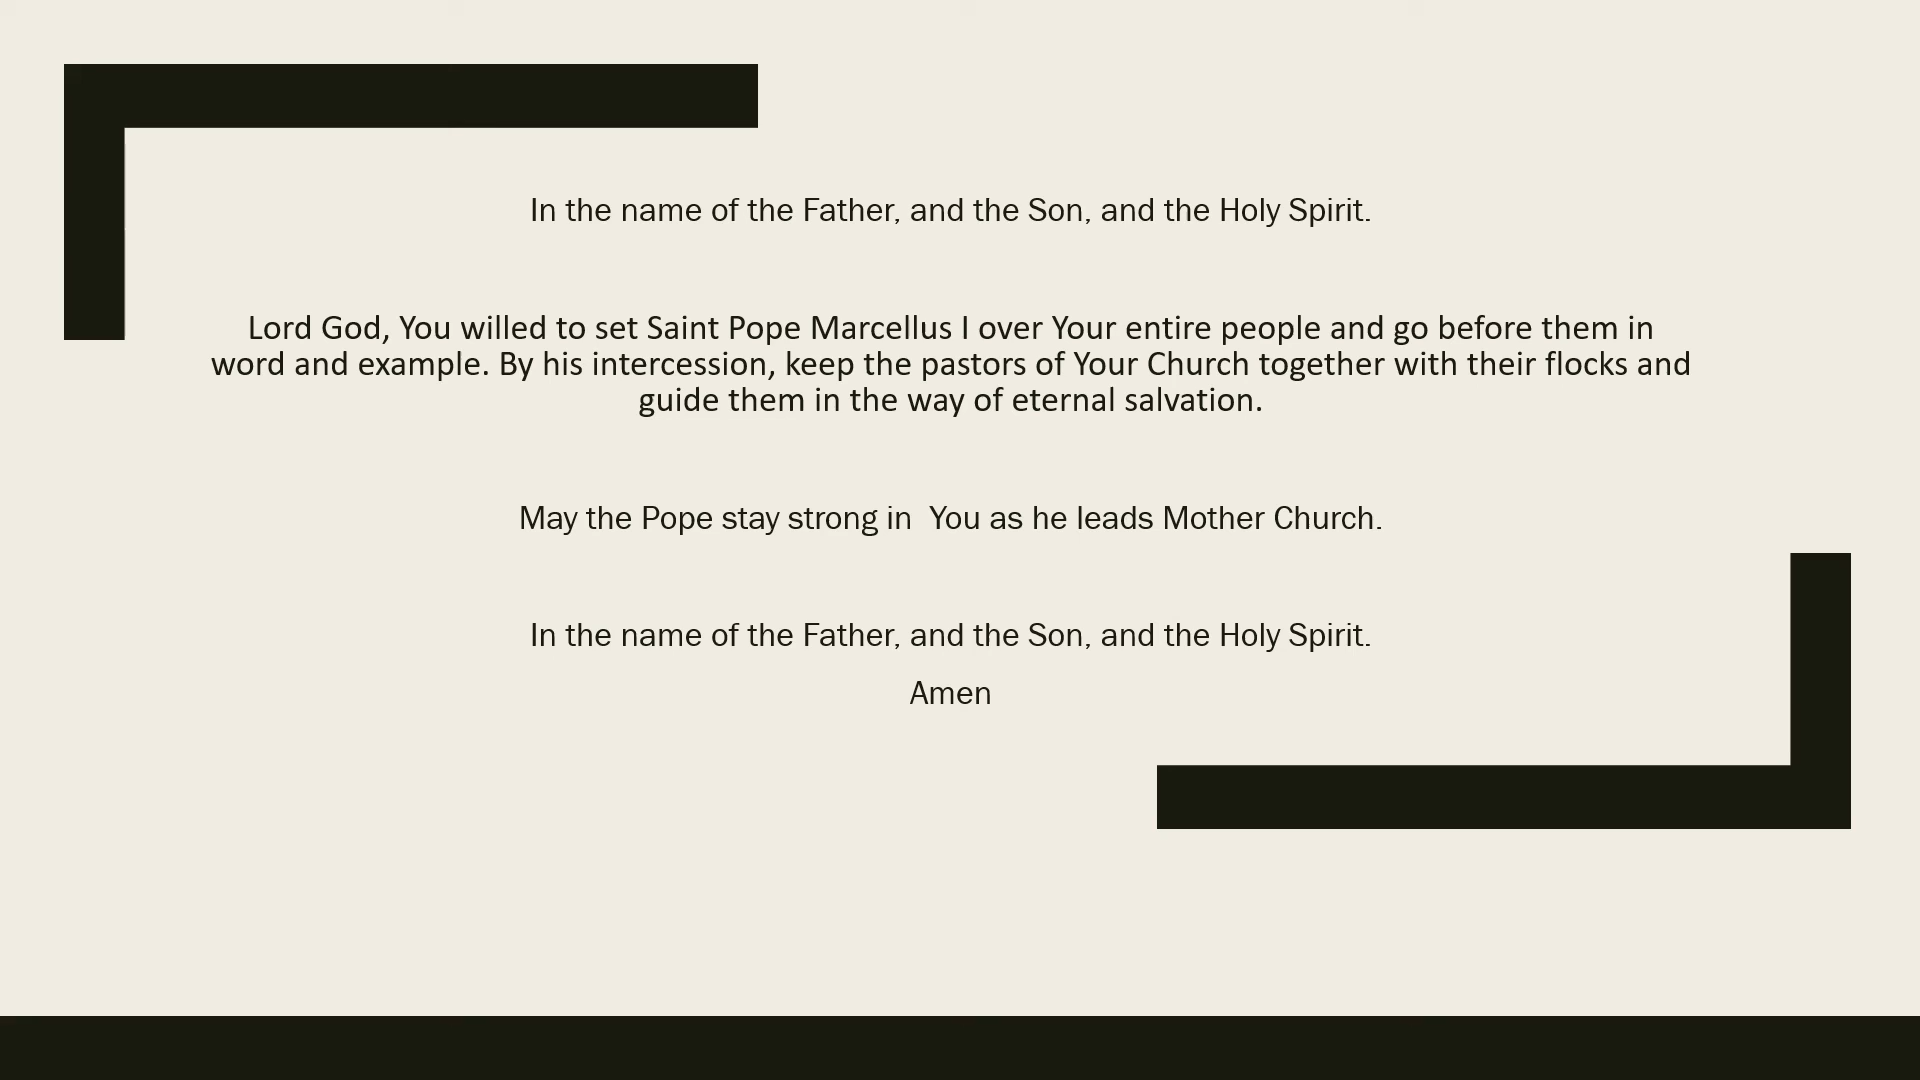 In the name of the Father, and the Son, and the Holy Spirit.
Lord God, You willed to set Saint Pope Marcellus I over Your entire people and go before them in
word and example. By his intercession, keep the pastors of Your Church together with their flocks and
guide them in the way of eternal salvation.
May the Pope stay strong in  You as he leads Mother Church.
In the name of the Father, and the Son, and the Holy Spirit.
Amen